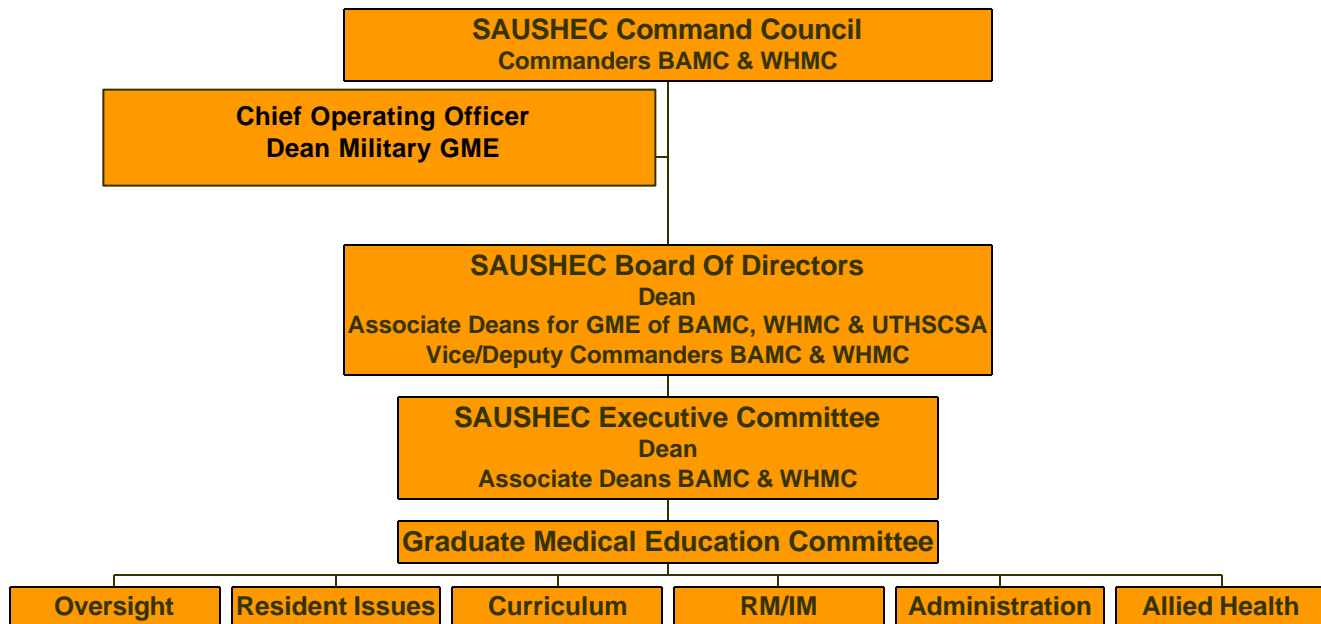 SAUSHEC Command Council
Commanders BAMC & WHMC
Chief Operating Officer
Dean Military GME
SAUSHEC Board Of Directors
Dean
Associate Deans for GME of BAMC, WHMC & UTHSCSA
Vice/Deputy Commanders BAMC & WHMC
SAUSHEC Executive Committee
Dean
Associate Deans BAMC & WHMC
Graduate Medical Education Committee
Oversight
Resident Issues
Curriculum
RM/IM
Administration
Allied Health